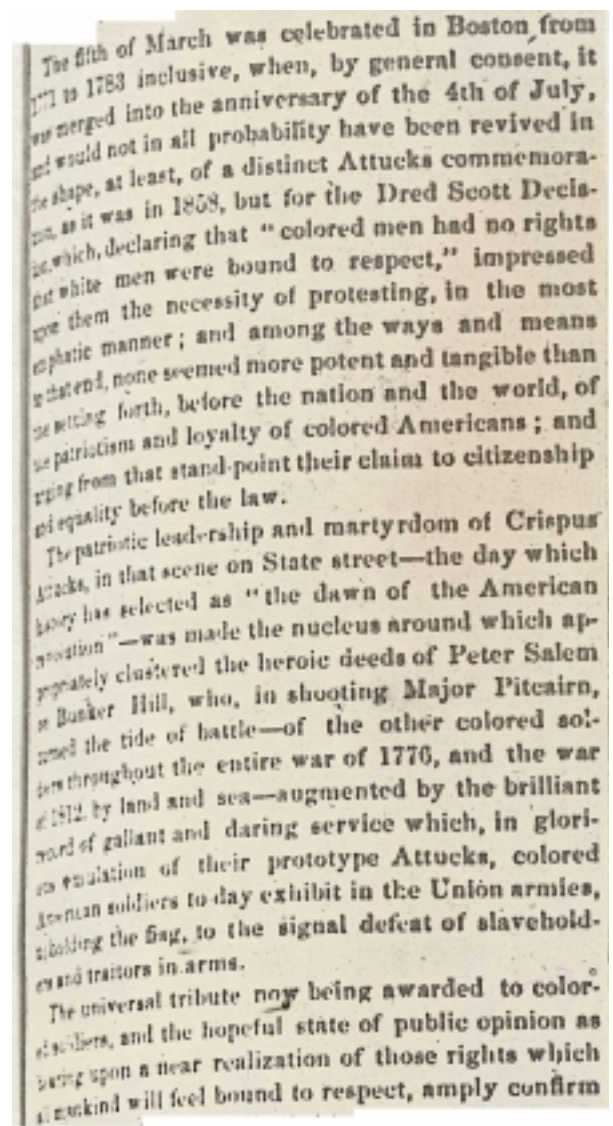 The fifth of March was celebrated in Boston from
1771 to 1783 inclusive, when, by general consent, it
was merged into the anniversary of the 4th of July,
and would not in all probability have been revived in
the shape, at least, of a distinct Attucks commemora-
tion, as it was in 1858, but for the Dred Scott Decis-
ion, which, declaring that "colored men had no rights
that white men were bound to respect," impressed
upon them the necessity of protesting, in the most
emphatic manner; and among the ways and means
to that end, none seemed more potent and tangible than
the setting forth, before the nation and the world, of
the patriotism and loyalty of colored Americans; and
urging from that stand-point their claim to citizenship
and equality before the law.
The patriotic leadership and martyrdom of Crispus
Attucks, in that scene on State street—the day which
history has selected as "the dawn of the American
Revolution"—was made the nucleus around which ap-
propriately clustered the heroic deeds of Peter Salem
at Bunker Hill, who, in shooting Major Pitcairn,
turned the tide of battle—of the other colored sol-
diers throughout the entire war of 1776, and the war
of 1812, by land and sea—augmented by the brilliant
record of gallant and daring service which, in glori-
ous emulation of their prototype Attucks, colored
American soldiers to-day exhibit in the Union armies,
upholding the flag, to the signal defeat of slavehold-
ers and traitors in arms.
The universal tribute now being awarded to color-
ed soldiers, and the hopeful state of public opinion as
bearing upon a near realization of those rights which
all mankind will feel bound to respect, amply confirm